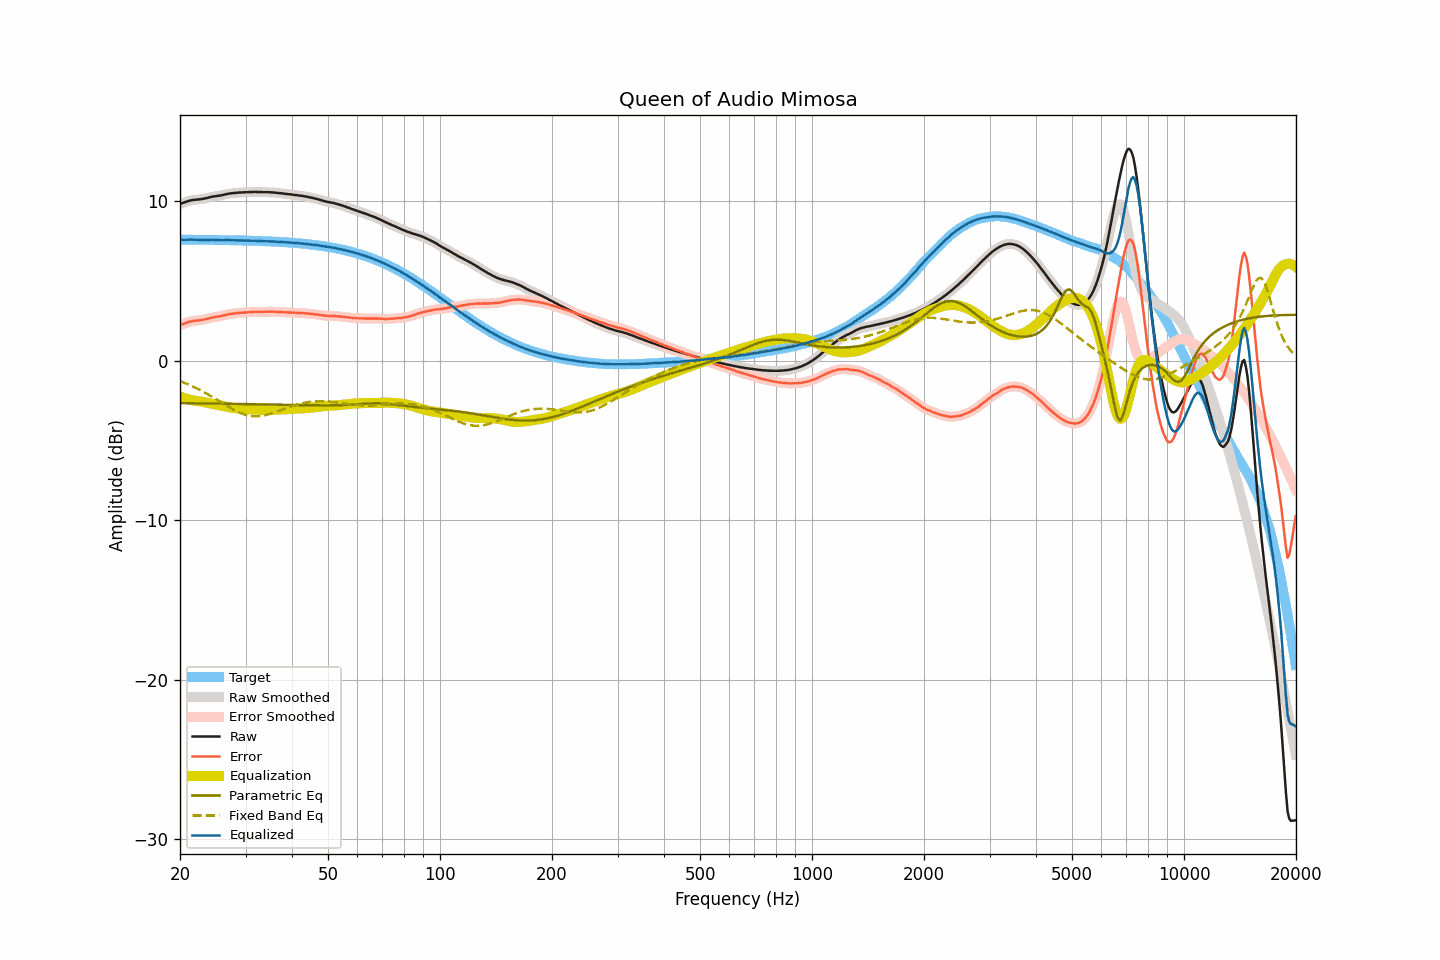 Queen of Audio Mimosa
10
0
−10
−20
−30
Amplitude (dBr)
Target
Raw Smoothed
Error Smoothed
Raw
Error
Equalization
Parametric Eq
Fixed Band Eq
Equalized
20 50 100 200 500 1000 2000 5000 10000 20000
Frequency (Hz)